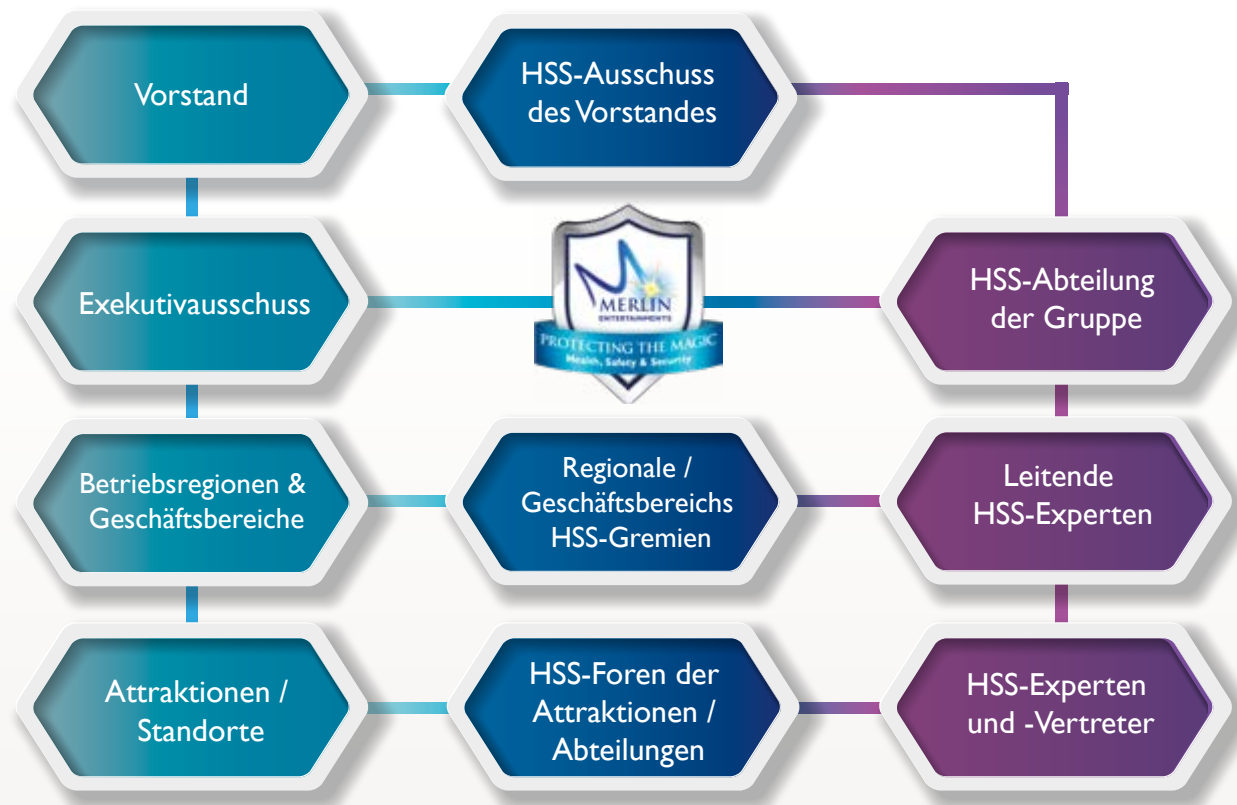 Vorstand
HSS-Ausschuss
des Vorstandes
Exekutivausschuss
MERLIN
ENTERTAINMENTS
PROTECTING THE MAGIC
Health, Safety & Security
HSS-Abteilung
der Gruppe
Betriebsregionen &
Geschäftsbereiche
Regionale /
Geschäftsbereichs
HSS-Gremien
Leitende
HSS-Experten
Attraktionen /
Standorte
HSS-Foren der
Attraktionen /
Abteilungen
HSS-Experten
und -Vertreter